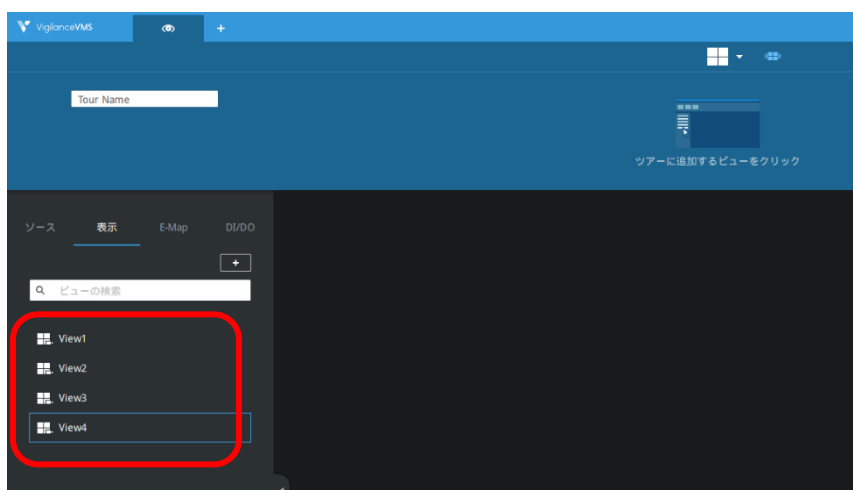 VigilanceVMS
+
Tour Name
ツアーに追加するビューをクリック
ソース 表示 E-Map DI/DO
+
ビューの検索
View1
View2
View3
View4